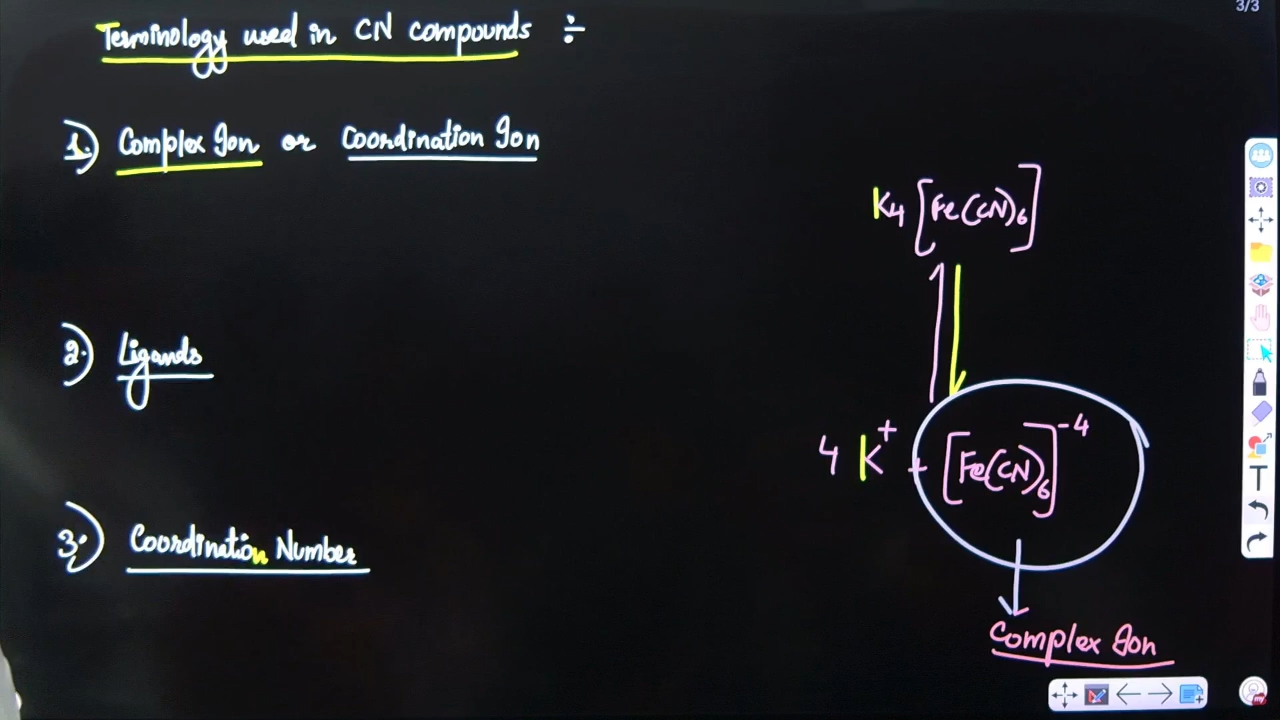 3/3
Terminology used in CN compounds ÷
1.) Complex Ion or Coordination Ion
K4[Fe(CN)6]
2.) Ligands
4 K⁺ + [Fe(CN)6]⁻⁴
3.) Coordination Number
Complex Ion